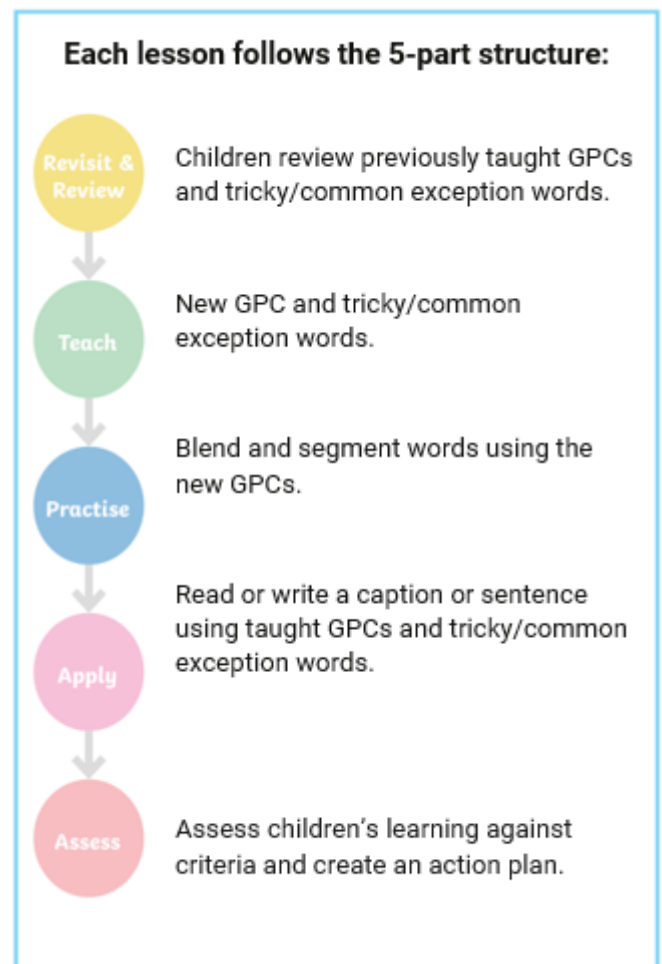 Each lesson follows the 5-part structure:
Revisit &
Review
Children review previously taught GPCs
and tricky/common exception words.
Teach
New GPC and tricky/common
exception words.
Practise
Blend and segment words using the
new GPCs.
Apply
Read or write a caption or sentence
using taught GPCs and tricky/common
exception words.
Assess
Assess children's learning against
criteria and create an action plan.